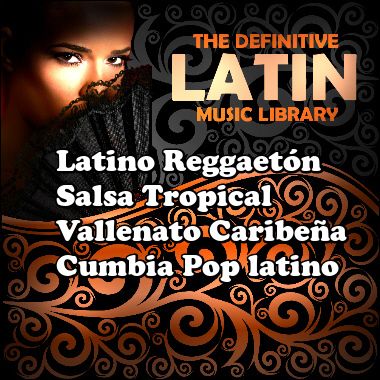 THE DEFINITIVE
LATIN
MUSIC LIBRARY
Latino Reggaetón
Salsa Tropical
Vallenato Caribeña
Cumbia Pop latino